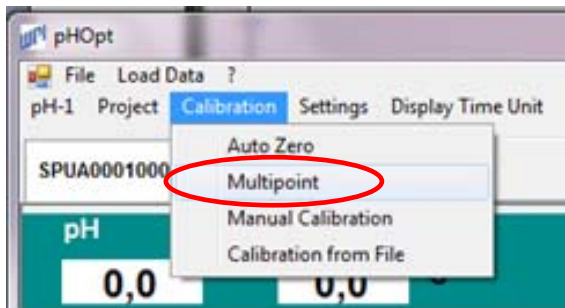 WPI pHOpt
File Load Data ?
pH-1 Project Calibration Settings Display Time Unit
Auto Zero
SPUA0001000
Multipoint
Manual Calibration
pH
Calibration from File
0,0 0,0